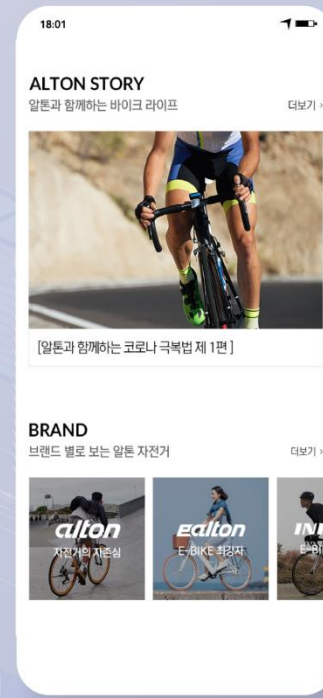 18:01
ALTON STORY
알톤과 함께하는 바이크 라이프
더보기 >
[알톤과 함께하는 코로나 극복법 제 1편 ]
BRAND
브랜드 별로 보는 알톤 자전거
더보기 >
alton
자전거의 자존심
ealton
E-BIKE 최강자